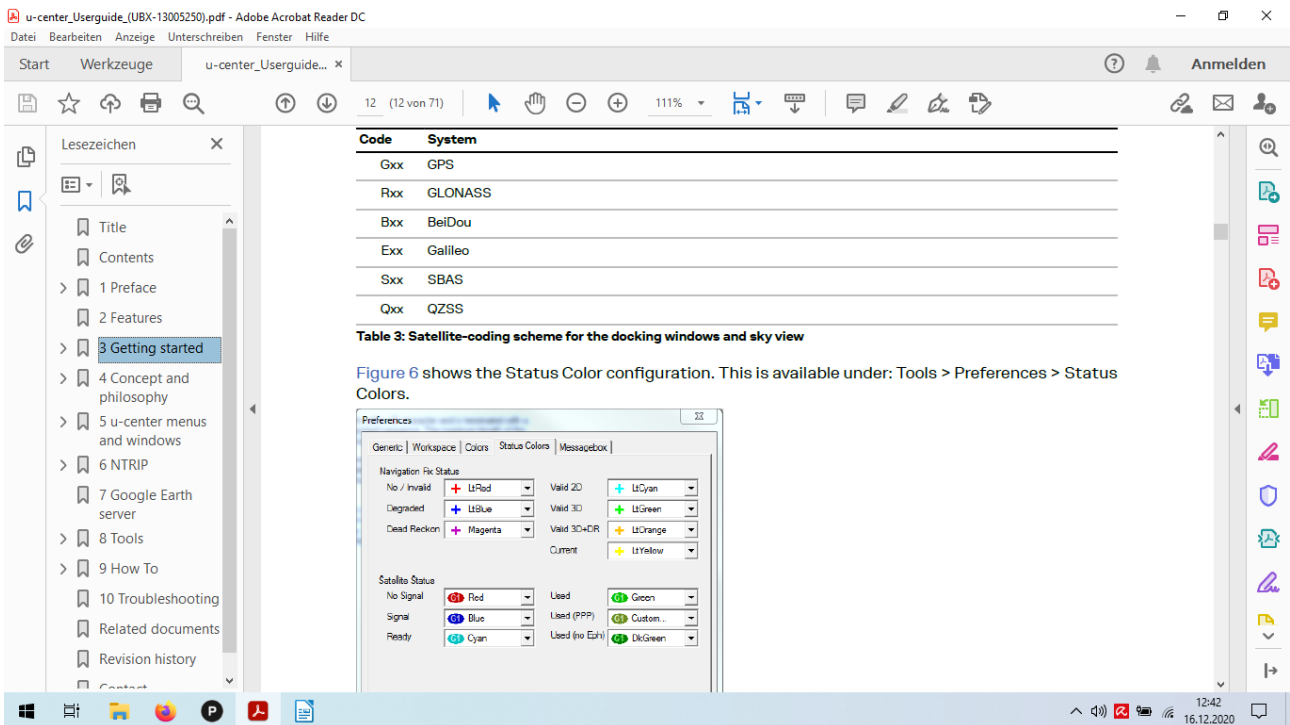 u-center_Userguide_(UBX-13005250).pdf - Adobe Acrobat Reader DC
Datei Bearbeiten Anzeige Unterschreiben Fenster Hilfe
Start Werkzeuge u-center_Userguide... × Anmelden
12 (12 von 71) 111%
Lesezeichen
Title
Contents
1 Preface
2 Features
3 Getting started
4 Concept and
philosophy
5 u-center menus
and windows
6 NTRIP
7 Google Earth
server
8 Tools
9 How To
10 Troubleshooting
Related documents
Revision history
Contact
Code System
Gxx GPS
Rxx GLONASS
Bxx BeiDou
Exx Galileo
Sxx SBAS
Qxx QZSS
Table 3: Satellite-coding scheme for the docking windows and sky view
Figure 6 shows the Status Color configuration. This is available under: Tools > Preferences > Status
Colors.
Preferences
Generic Workspace Colors Status Colors Messagebox
Navigation Fix Status
No / Invalid LtRed Valid 2D LtCyan
Degraded LtBlue Valid 3D LtGreen
Dead Reckon Magenta Valid 3D+DR LtOrange
Current LtYellow
Satellite Status
No Signal G1 Red Used G1 Green
Signal G1 Blue Used (PPP) G1 Custom...
Ready G1 Cyan Used (no Eph) G1 DkGreen
12:42
16.12.2020